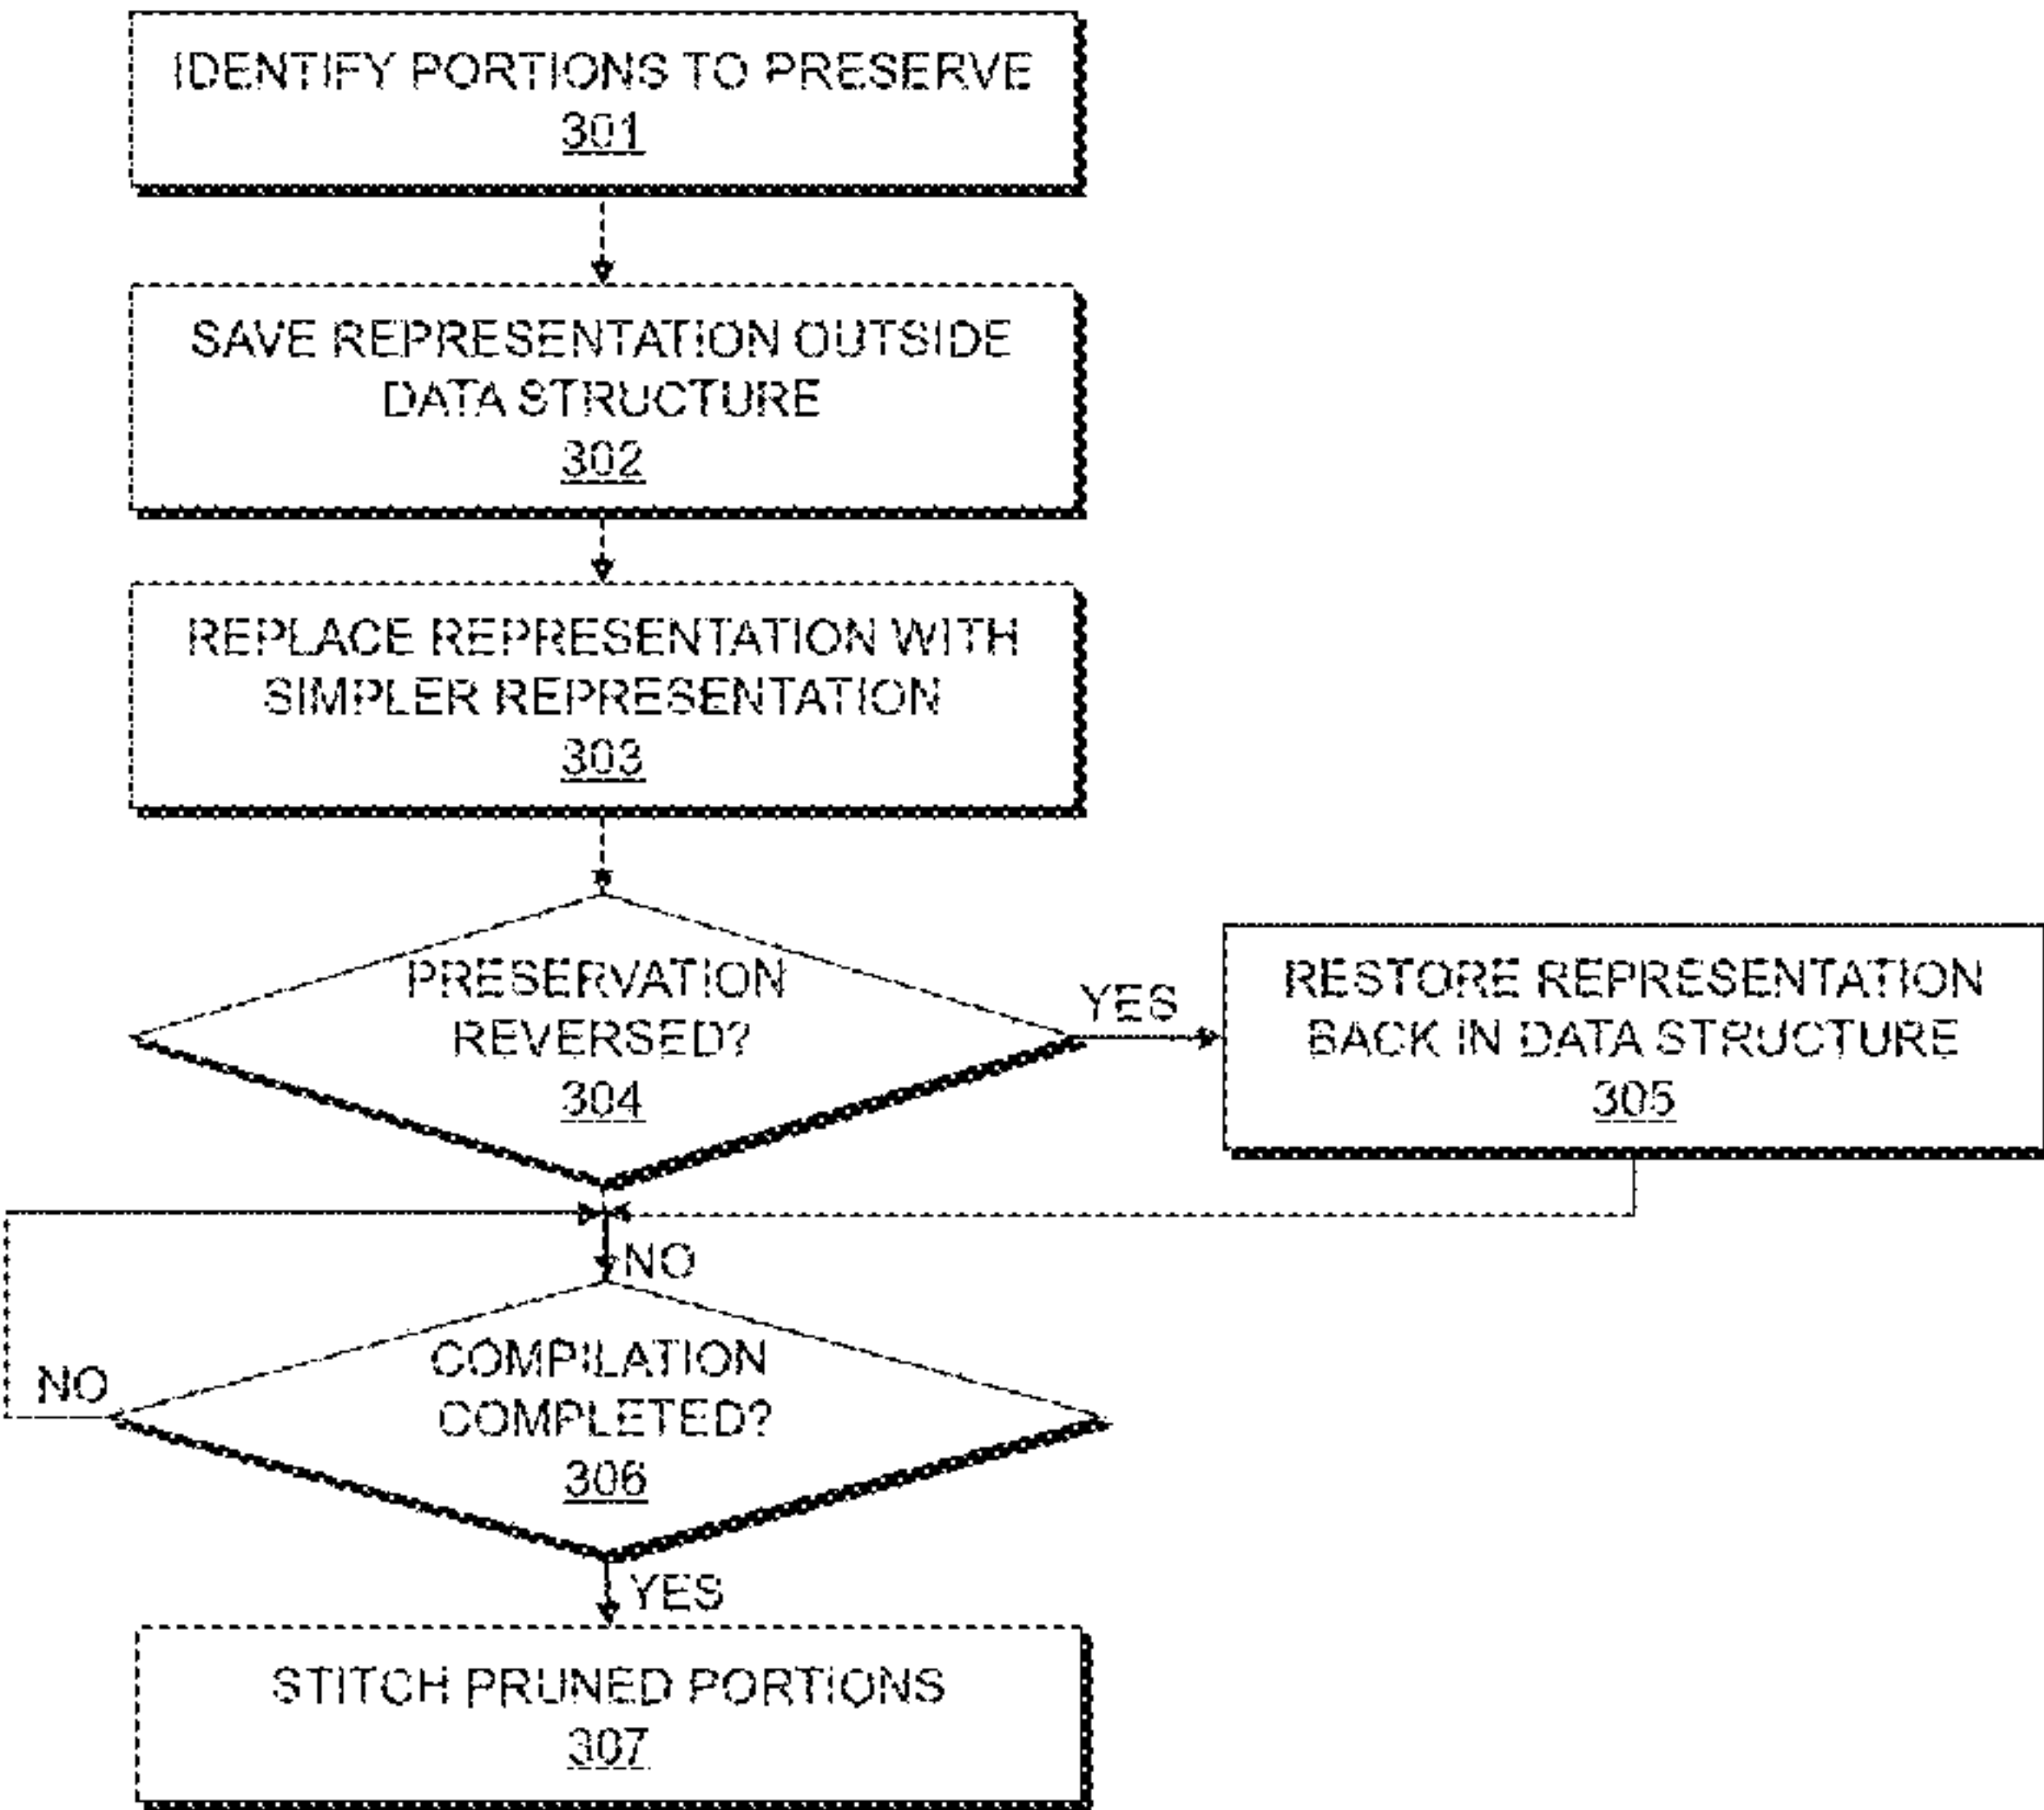 IDENTIFY PORTIONS TO PRESERVE
301
SAVE REPRESENTATION OUTSIDE
DATA STRUCTURE
302
REPLACE REPRESENTATION WITH
SIMPLER REPRESENTATION
303
PRESERVATION
REVERSED?
304
YES
RESTORE REPRESENTATION
BACK IN DATA STRUCTURE
305
NO
COMPILATION
COMPLETED?
306
NO
YES
STITCH PRUNED PORTIONS
307